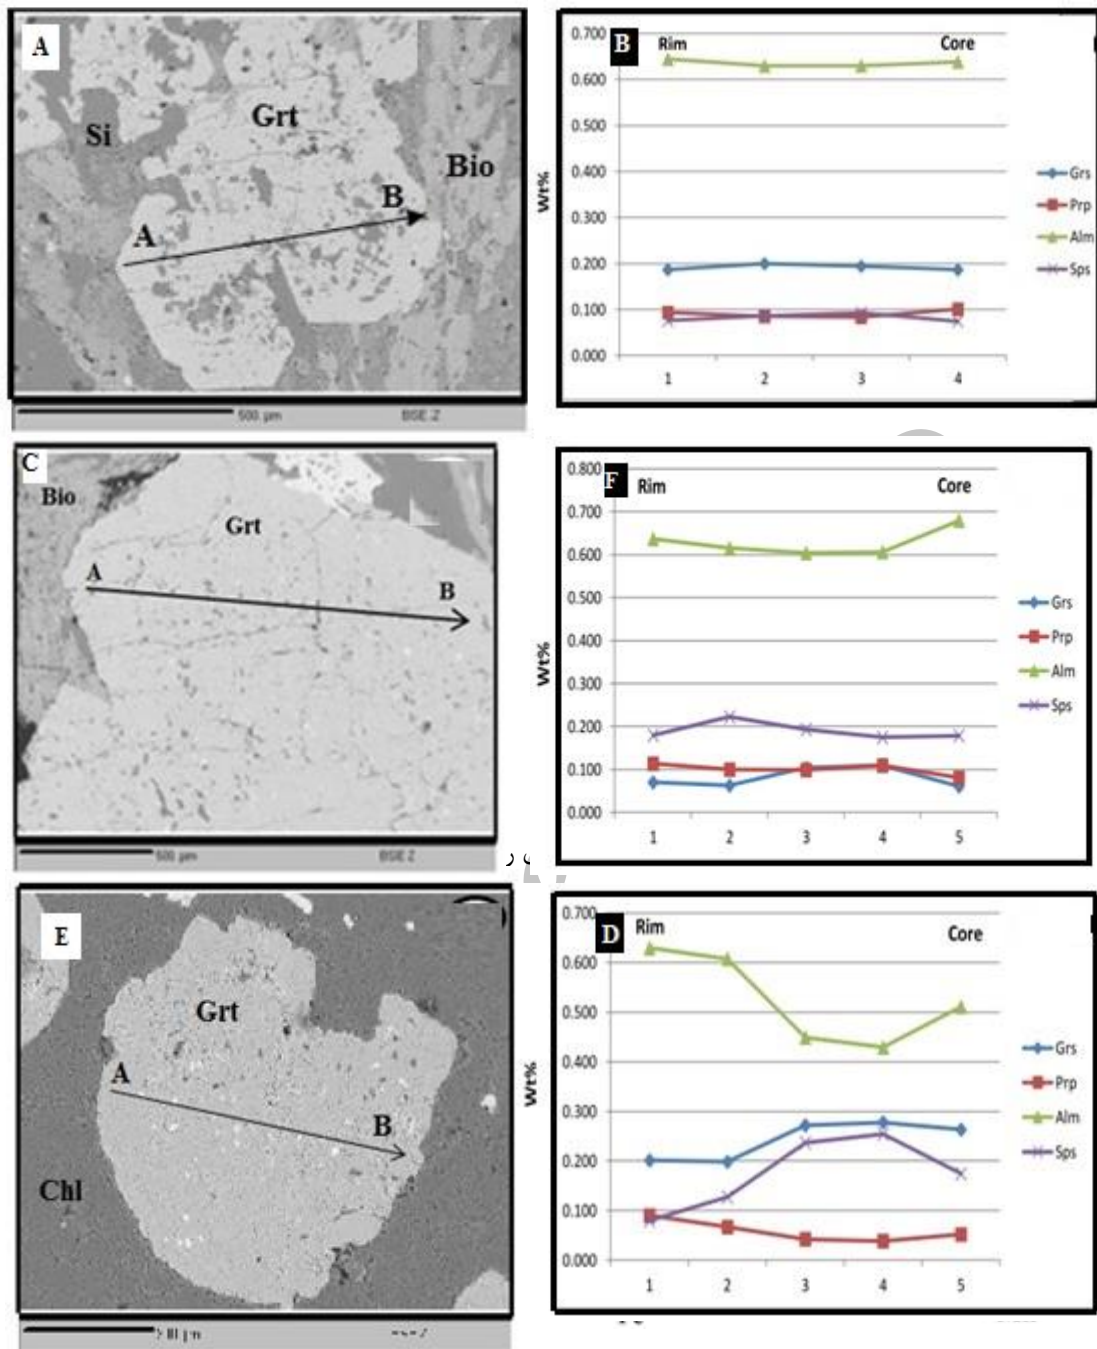 A
Si
Grt
Bio
B
A
500 µm
BSE Z
B
Rim
Core
0.700
0.600
0.500
0.400
0.300
0.200
0.100
0.000
Wt%
1 2 3 4
Grs
Prp
Alm
Sps
C
Bio
Grt
A
B
500 µm
BSE Z
F
Rim
Core
0.800
0.700
0.600
0.500
0.400
0.300
0.200
0.100
0.000
Wt%
1 2 3 4 5
Grs
Prp
Alm
Sps
E
Grt
A
B
Chl
D
Rim
Core
0.700
0.600
0.500
0.400
0.300
0.200
0.100
0.000
Wt%
1 2 3 4 5
Grs
Prp
Alm
Sps